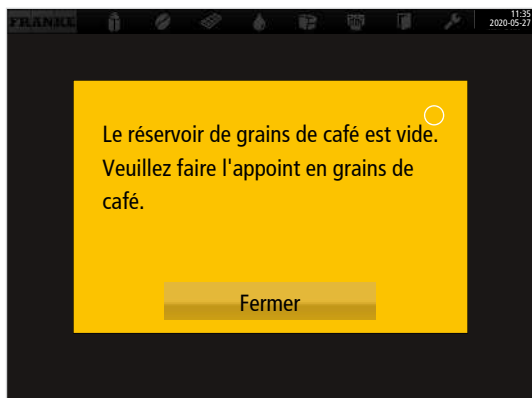 FRANKE
11:35
2020-05-27
Le réservoir de grains de café est vide.
Veuillez faire l'appoint en grains de
café.
Fermer